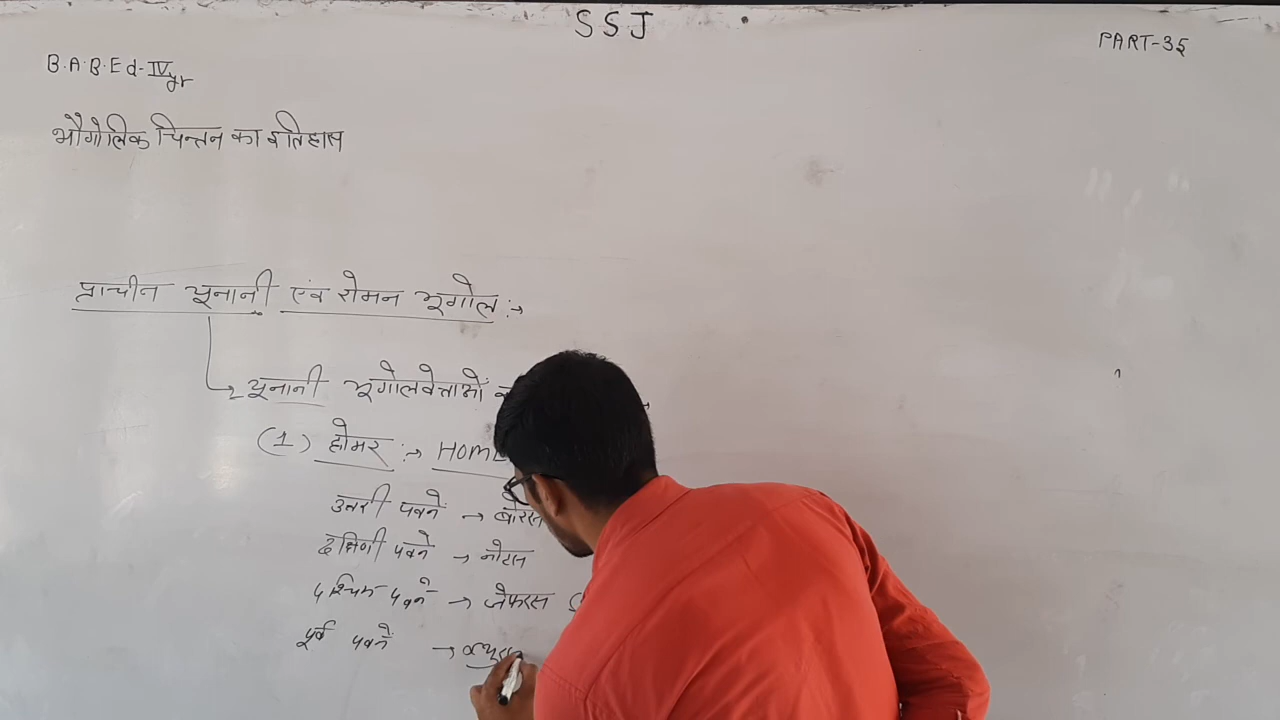 SSJ
PART-35
B.A.B.Ed-IVyr
भौगोलिक चिन्तन का इतिहास
प्राचीन यूनानी एवं रोमन भूगोल :→
यूनानी भूगोलवेत्ताओं
(1) होमर :→ HOME
उत्तरी पवनें → बोरस
दक्षिणी पवनें → नोटस
पश्चिम पवनें → जेफरस
पूर्व पवनें →